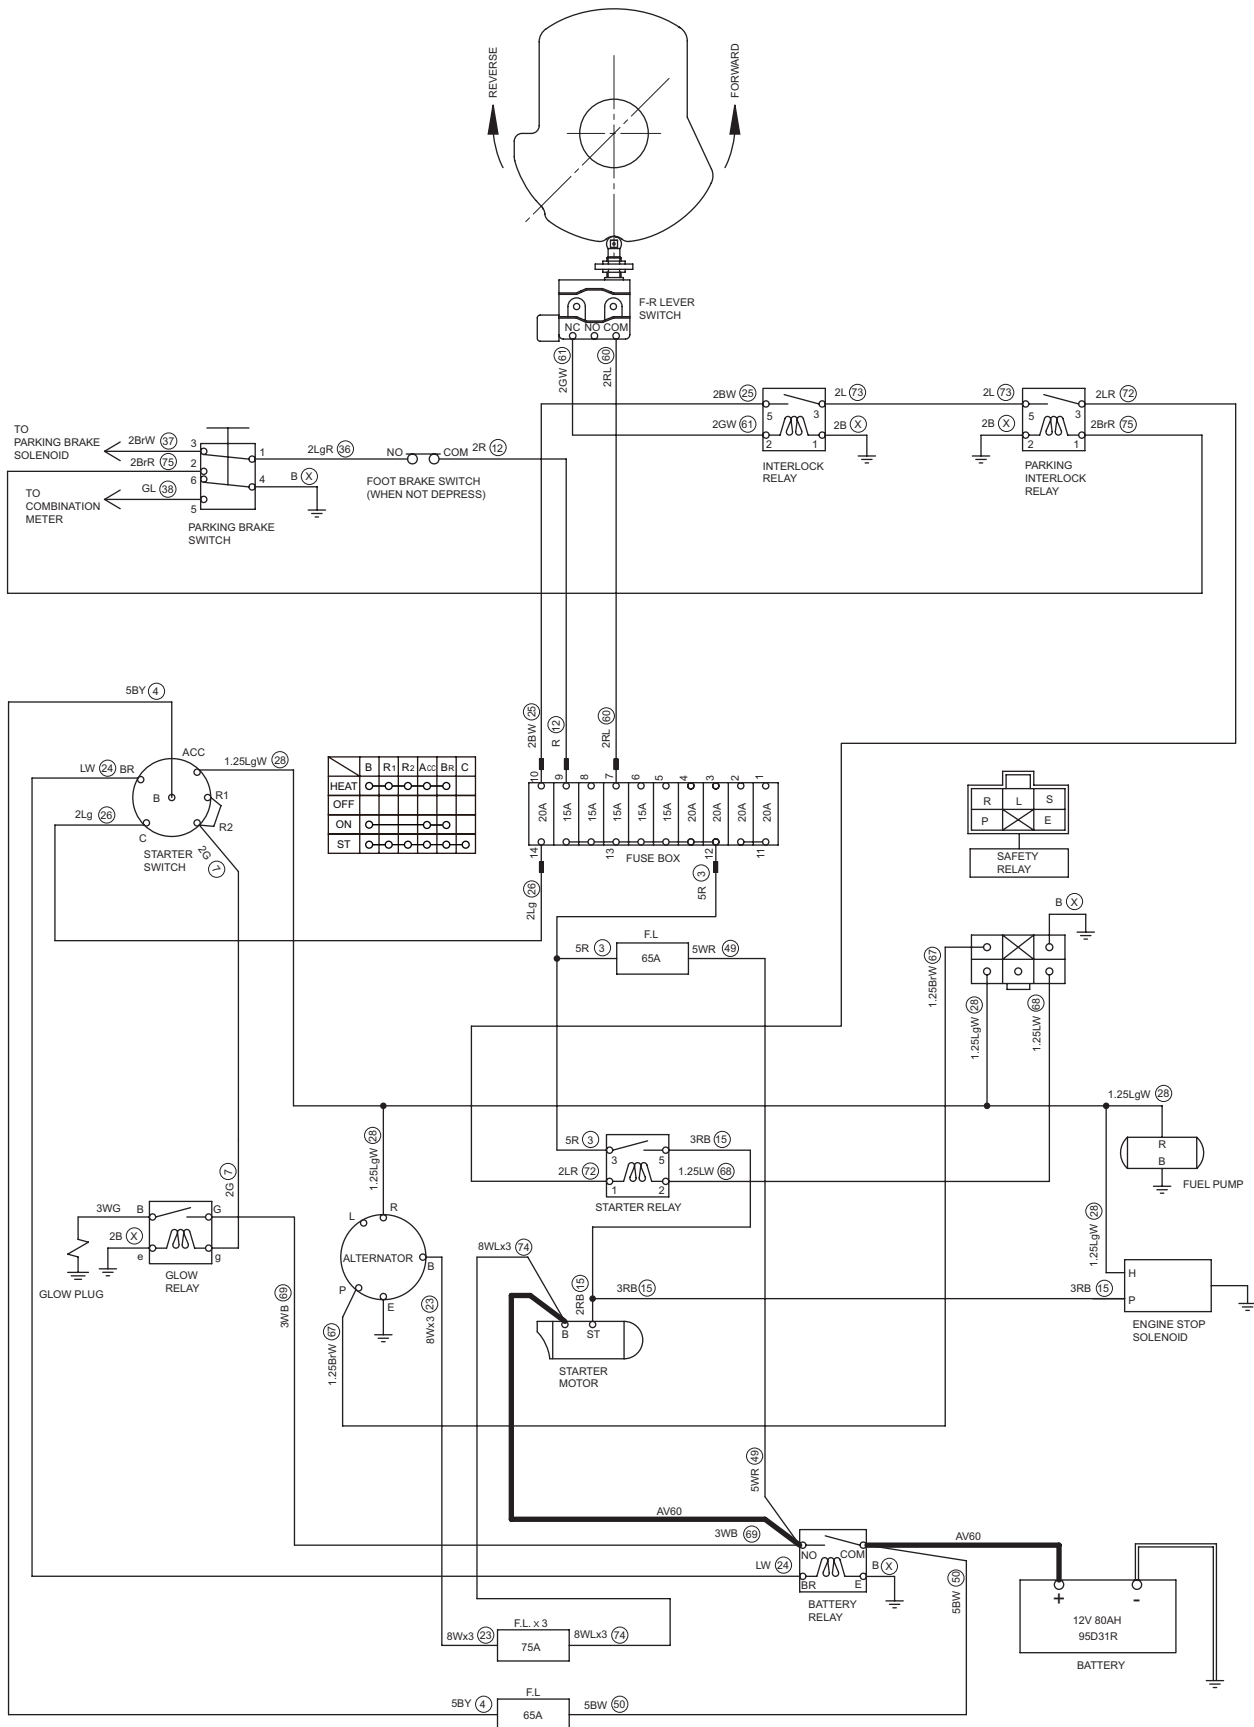 REVERSE
FORWARD
F-R LEVER
SWITCH
NC NO COM
2GW 61
2RL 60
2BW 25
5
3
2L 73
2GW 61
2
1
2B X
INTERLOCK
RELAY
2L 73
5
3
2LR 72
2B X
2
1
2BrR 75
PARKING
INTERLOCK
RELAY
TO
PARKING BRAKE
SOLENOID
2BrW 37
3
1
2LgR 36
NO
COM
2R 12
2BrR 75
2
6
4
B X
FOOT BRAKE SWITCH
(WHEN NOT DEPRESS)
TO
COMBINATION
METER
GL 38
5
PARKING BRAKE
SWITCH
5BY 4
ACC
1.25LgW 28
LW 24 BR
B
R1
R2
2Lg 26
C
STARTER
SWITCH
2G 7
B R1 R2 ACC BR C
HEAT
OFF
ON
ST
2BW 25
R 12
2RL 60
10 9 8 7 6 5 4 3 2 1
20A 15A 15A 15A 15A 15A 20A 20A 20A 20A
14 13 12 11
FUSE BOX
2Lg 26
5R 3
R L S
P E
SAFETY
RELAY
B X
F.L
5R 3
65A
5WR 49
1.25BrW 67
1.25LgW 28
1.25LW 68
1.25LgW 28
R
B
FUEL PUMP
5R 3
3
5
3RB 15
2LR 72
1
2
1.25LW 68
STARTER RELAY
2G 7
1.25LgW 28
3WG
B
G
2B X
e
g
GLOW PLUG
GLOW
RELAY
3WB 69
L
R
ALTERNATOR
B
P
E
1.25BrW 67
8Wx3 23
8WLx3 74
2RB 15
3RB 15
B ST
STARTER
MOTOR
1.25LgW 28
H
3RB 15
P
ENGINE STOP
SOLENOID
5WR 49
AV60
3WB 69
NO
COM
AV60
LW 24
BR
E
B X
BATTERY
RELAY
5BW 50
+
-
12V 80AH
95D31R
BATTERY
F.L. x 3
8Wx3 23
75A
8WLx3 74
F.L
5BY 4
65A
5BW 50